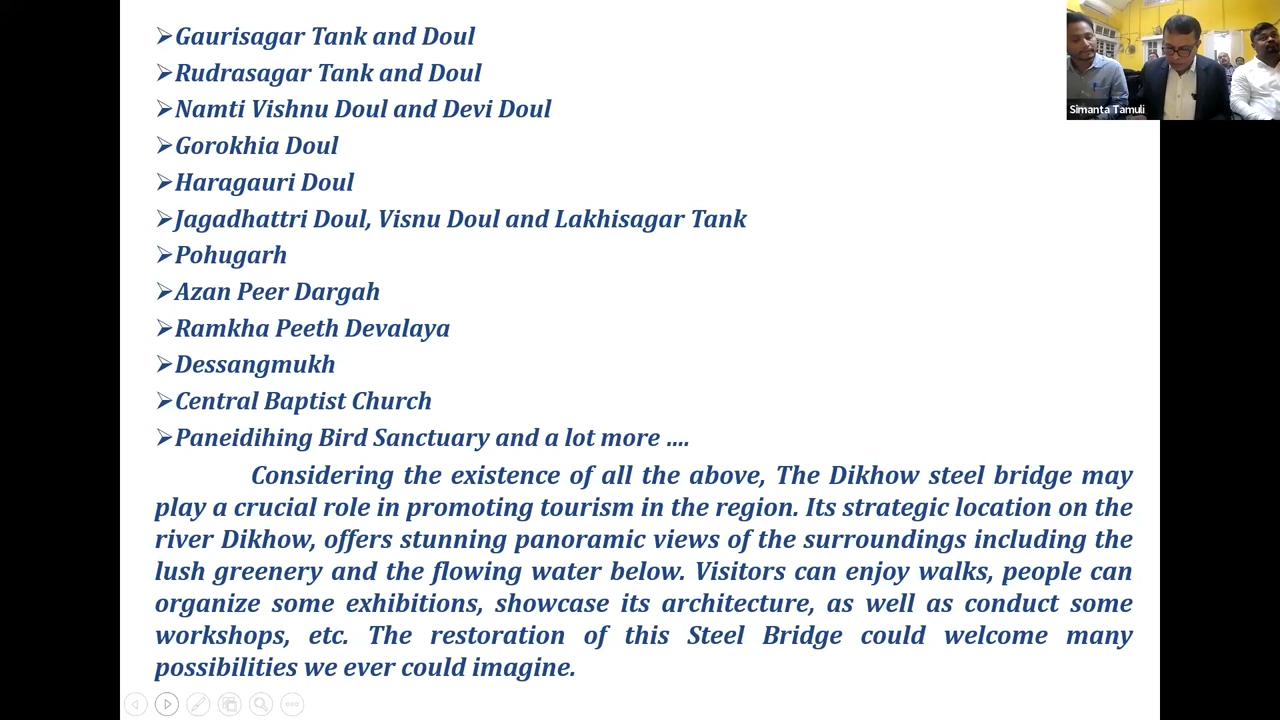 ➢Gaurisagar Tank and Doul
➢Rudrasagar Tank and Doul
➢Namti Vishnu Doul and Devi Doul
➢Gorokhia Doul
➢Haragauri Doul
➢Jagadhattri Doul, Visnu Doul and Lakhisagar Tank
➢Pohugarh
➢Azan Peer Dargah
➢Ramkha Peeth Devalaya
➢Dessangmukh
➢Central Baptist Church
➢Paneidihing Bird Sanctuary and a lot more ....
Considering the existence of all the above, The Dikhow steel bridge may
play a crucial role in promoting tourism in the region. Its strategic location on the
river Dikhow, offers stunning panoramic views of the surroundings including the
lush greenery and the flowing water below. Visitors can enjoy walks, people can
organize some exhibitions, showcase its architecture, as well as conduct some
workshops, etc. The restoration of this Steel Bridge could welcome many
possibilities we ever could imagine.
Simanta Tamuli